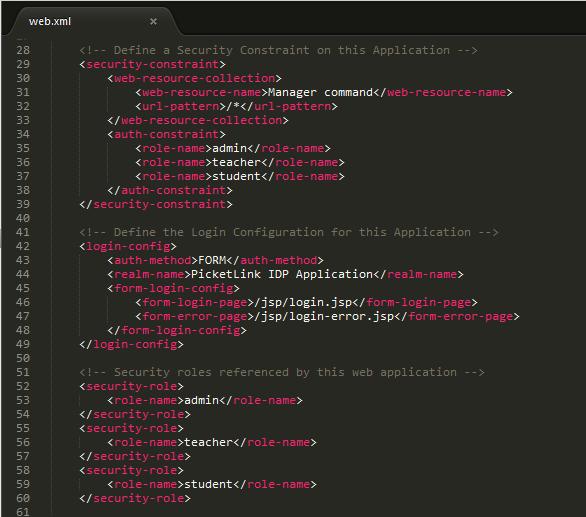 web.xml ×
28 <!-- Define a Security Constraint on this Application -->
29 <security-constraint>
30 <web-resource-collection>
31 <web-resource-name>Manager command</web-resource-name>
32 <url-pattern>/*</url-pattern>
33 </web-resource-collection>
34 <auth-constraint>
35 <role-name>admin</role-name>
36 <role-name>teacher</role-name>
37 <role-name>student</role-name>
38 </auth-constraint>
39 </security-constraint>
40
41 <!-- Define the Login Configuration for this Application -->
42 <login-config>
43 <auth-method>FORM</auth-method>
44 <realm-name>PicketLink IDP Application</realm-name>
45 <form-login-config>
46 <form-login-page>/jsp/login.jsp</form-login-page>
47 <form-error-page>/jsp/login-error.jsp</form-error-page>
48 </form-login-config>
49 </login-config>
50
51 <!-- Security roles referenced by this web application -->
52 <security-role>
53 <role-name>admin</role-name>
54 </security-role>
55 <security-role>
56 <role-name>teacher</role-name>
57 </security-role>
58 <security-role>
59 <role-name>student</role-name>
60 </security-role>
61